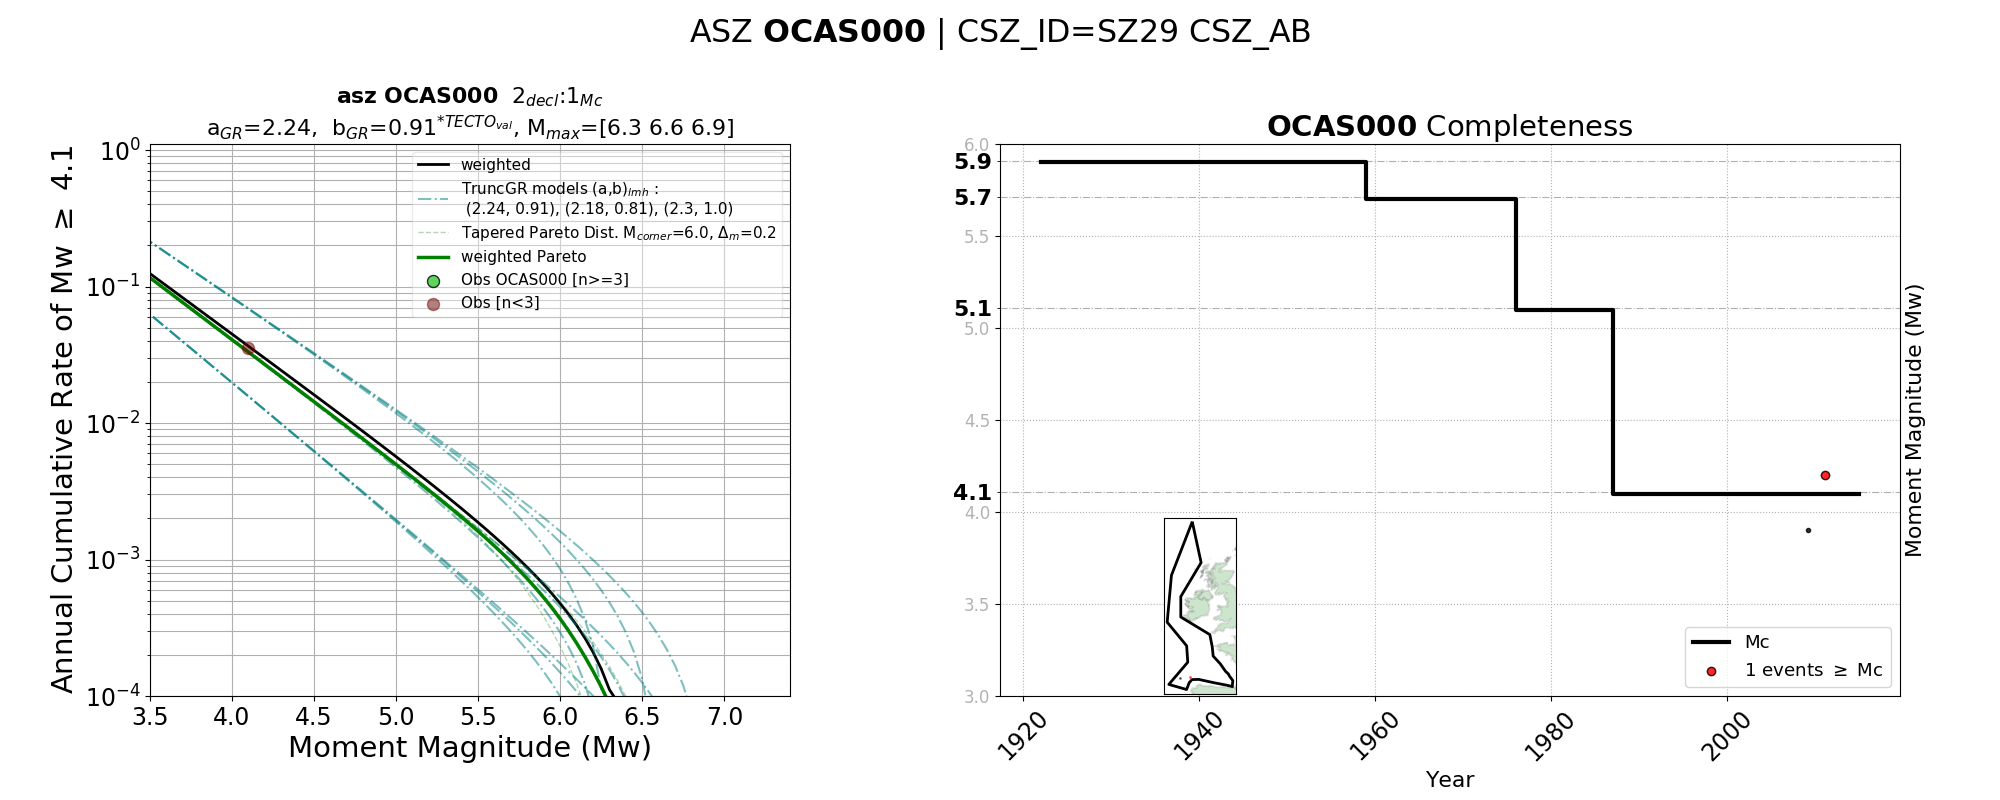 ASZ OCAS000 | CSZ_ID=SZ29 CSZ_AB
asz OCAS000 2decl:1Mc
aGR=2.24, bGR=0.91*TECTOval, Mmax=[6.3 6.6 6.9]
Annual Cumulative Rate of Mw ≥ 4.1
10^0
10^−1
10^−2
10^−3
10^−4
weighted
TruncGR models (a,b)lmh :
(2.24, 0.91), (2.18, 0.81), (2.3, 1.0)
Tapered Pareto Dist. Mcorner=6.0, Δm=0.2
weighted Pareto
Obs OCAS000 [n>=3]
Obs [n<3]
3.5 4.0 4.5 5.0 5.5 6.0 6.5 7.0
Moment Magnitude (Mw)
OCAS000 Completeness
6.0
5.9
5.7
5.5
5.1
5.0
4.5
4.1
4.0
3.5
3.0
Mc
1 events ≥ Mc
1920 1940 1960 1980 2000
Year
Moment Magnitude (Mw)